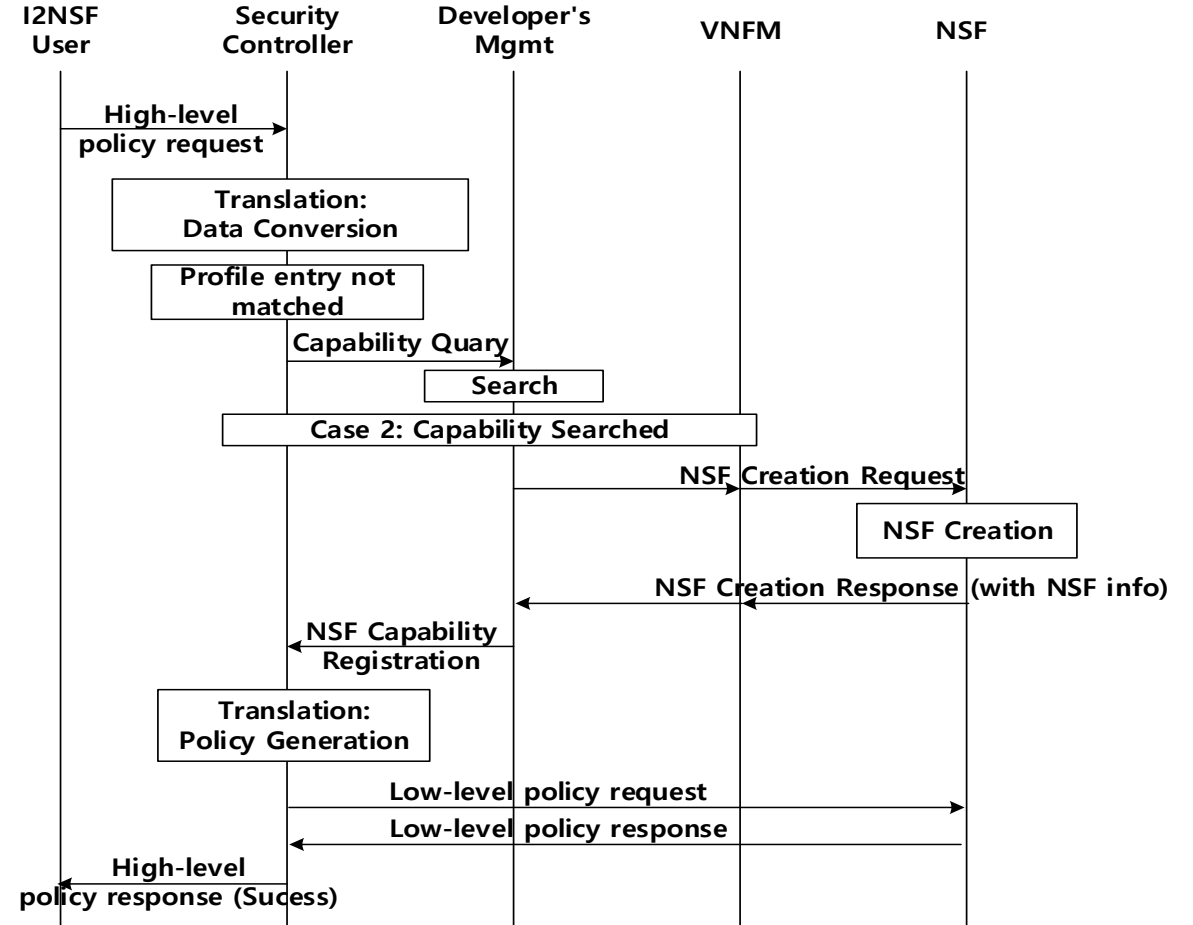 I2NSF
User
Security
Controller
Developer's
Mgmt
VNFM
NSF
High-level
policy request
Translation:
Data Conversion
Profile entry not
matched
Capability Quary
Search
Case 2: Capability Searched
NSF Creation Request
NSF Creation
NSF Creation Response (with NSF info)
NSF Capability
Registration
Translation:
Policy Generation
Low-level policy request
Low-level policy response
High-level
policy response (Sucess)